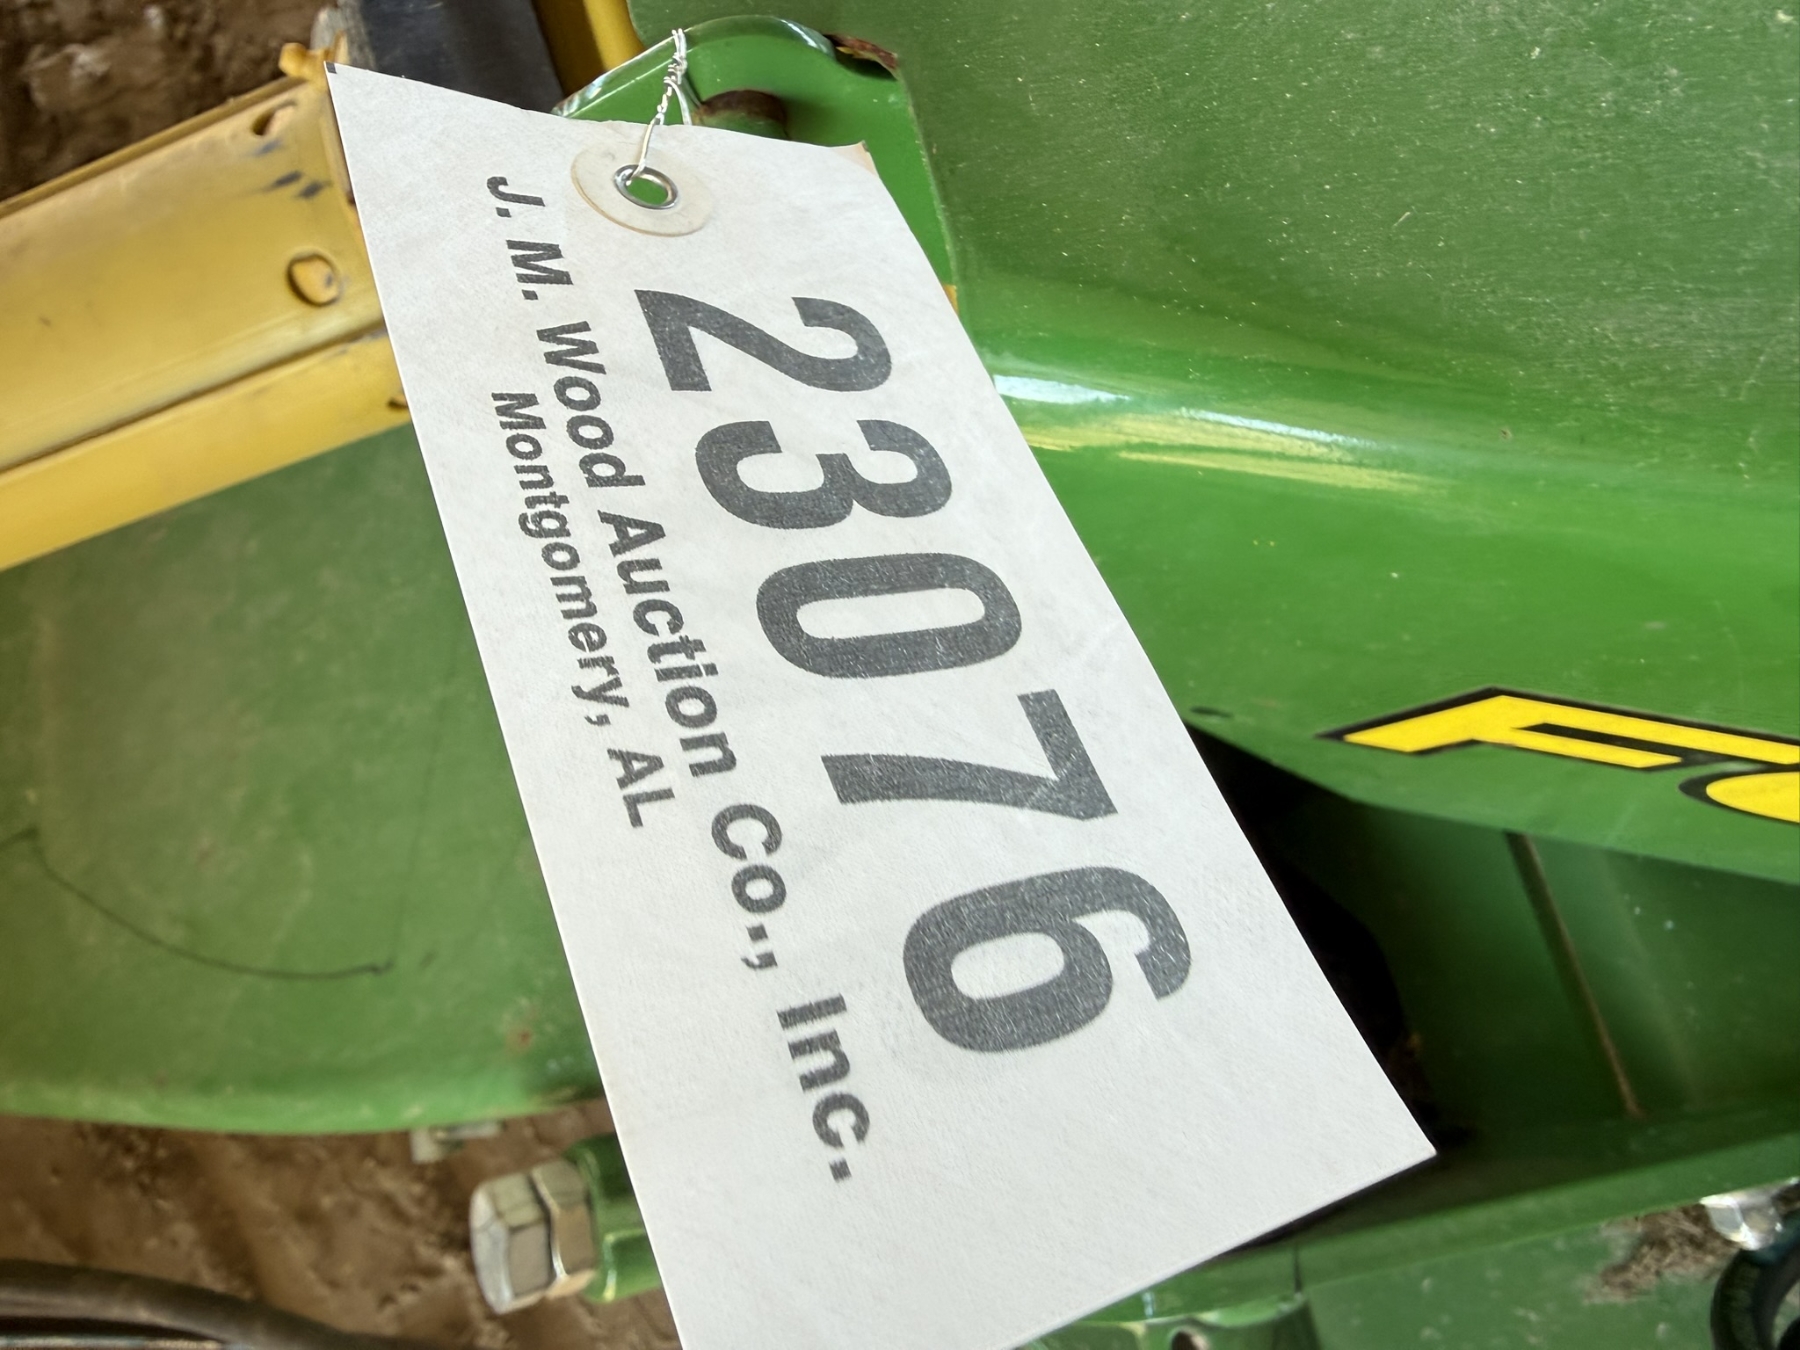 23076
J. M. Wood Auction Co., Inc.
Montgomery, AL